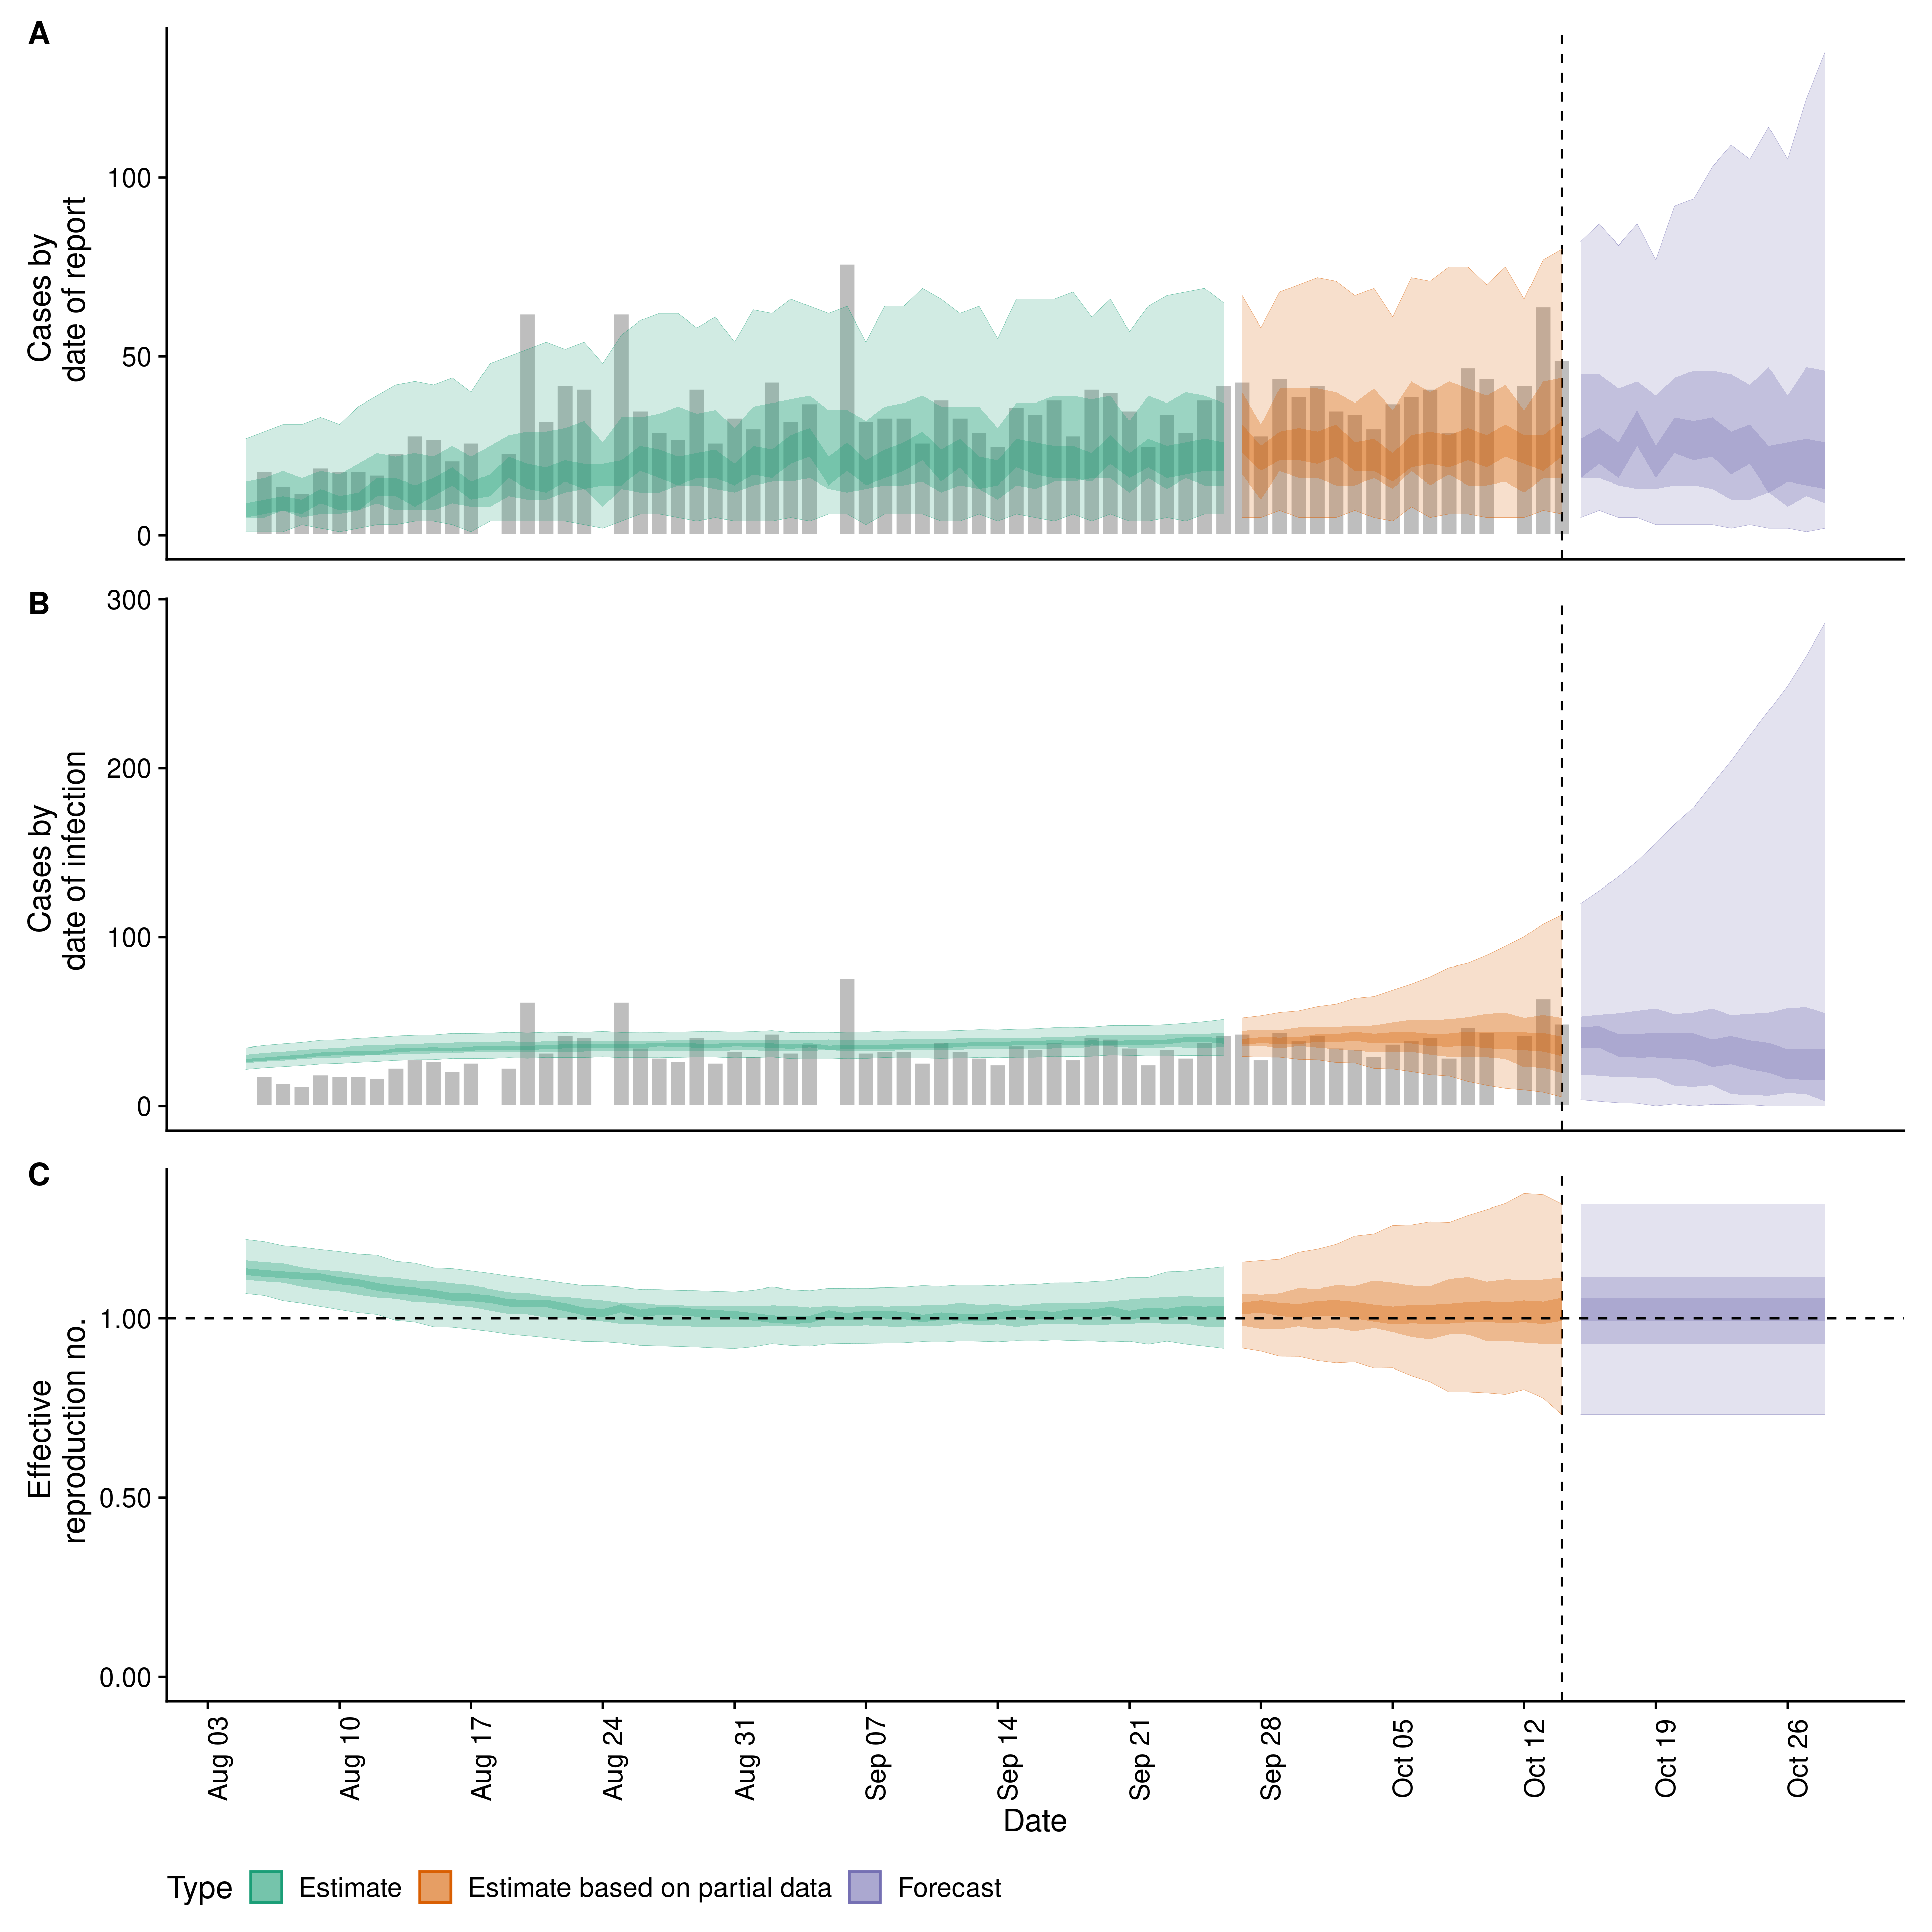 A
Cases by
date of report
100
50
0
B
Cases by
date of infection
300
200
100
0
C
Effective
reproduction no.
1.00
0.50
0.00
Aug 03
Aug 10
Aug 17
Aug 24
Aug 31
Sep 07
Sep 14
Sep 21
Sep 28
Oct 05
Oct 12
Oct 19
Oct 26
Date
Type Estimate Estimate based on partial data Forecast